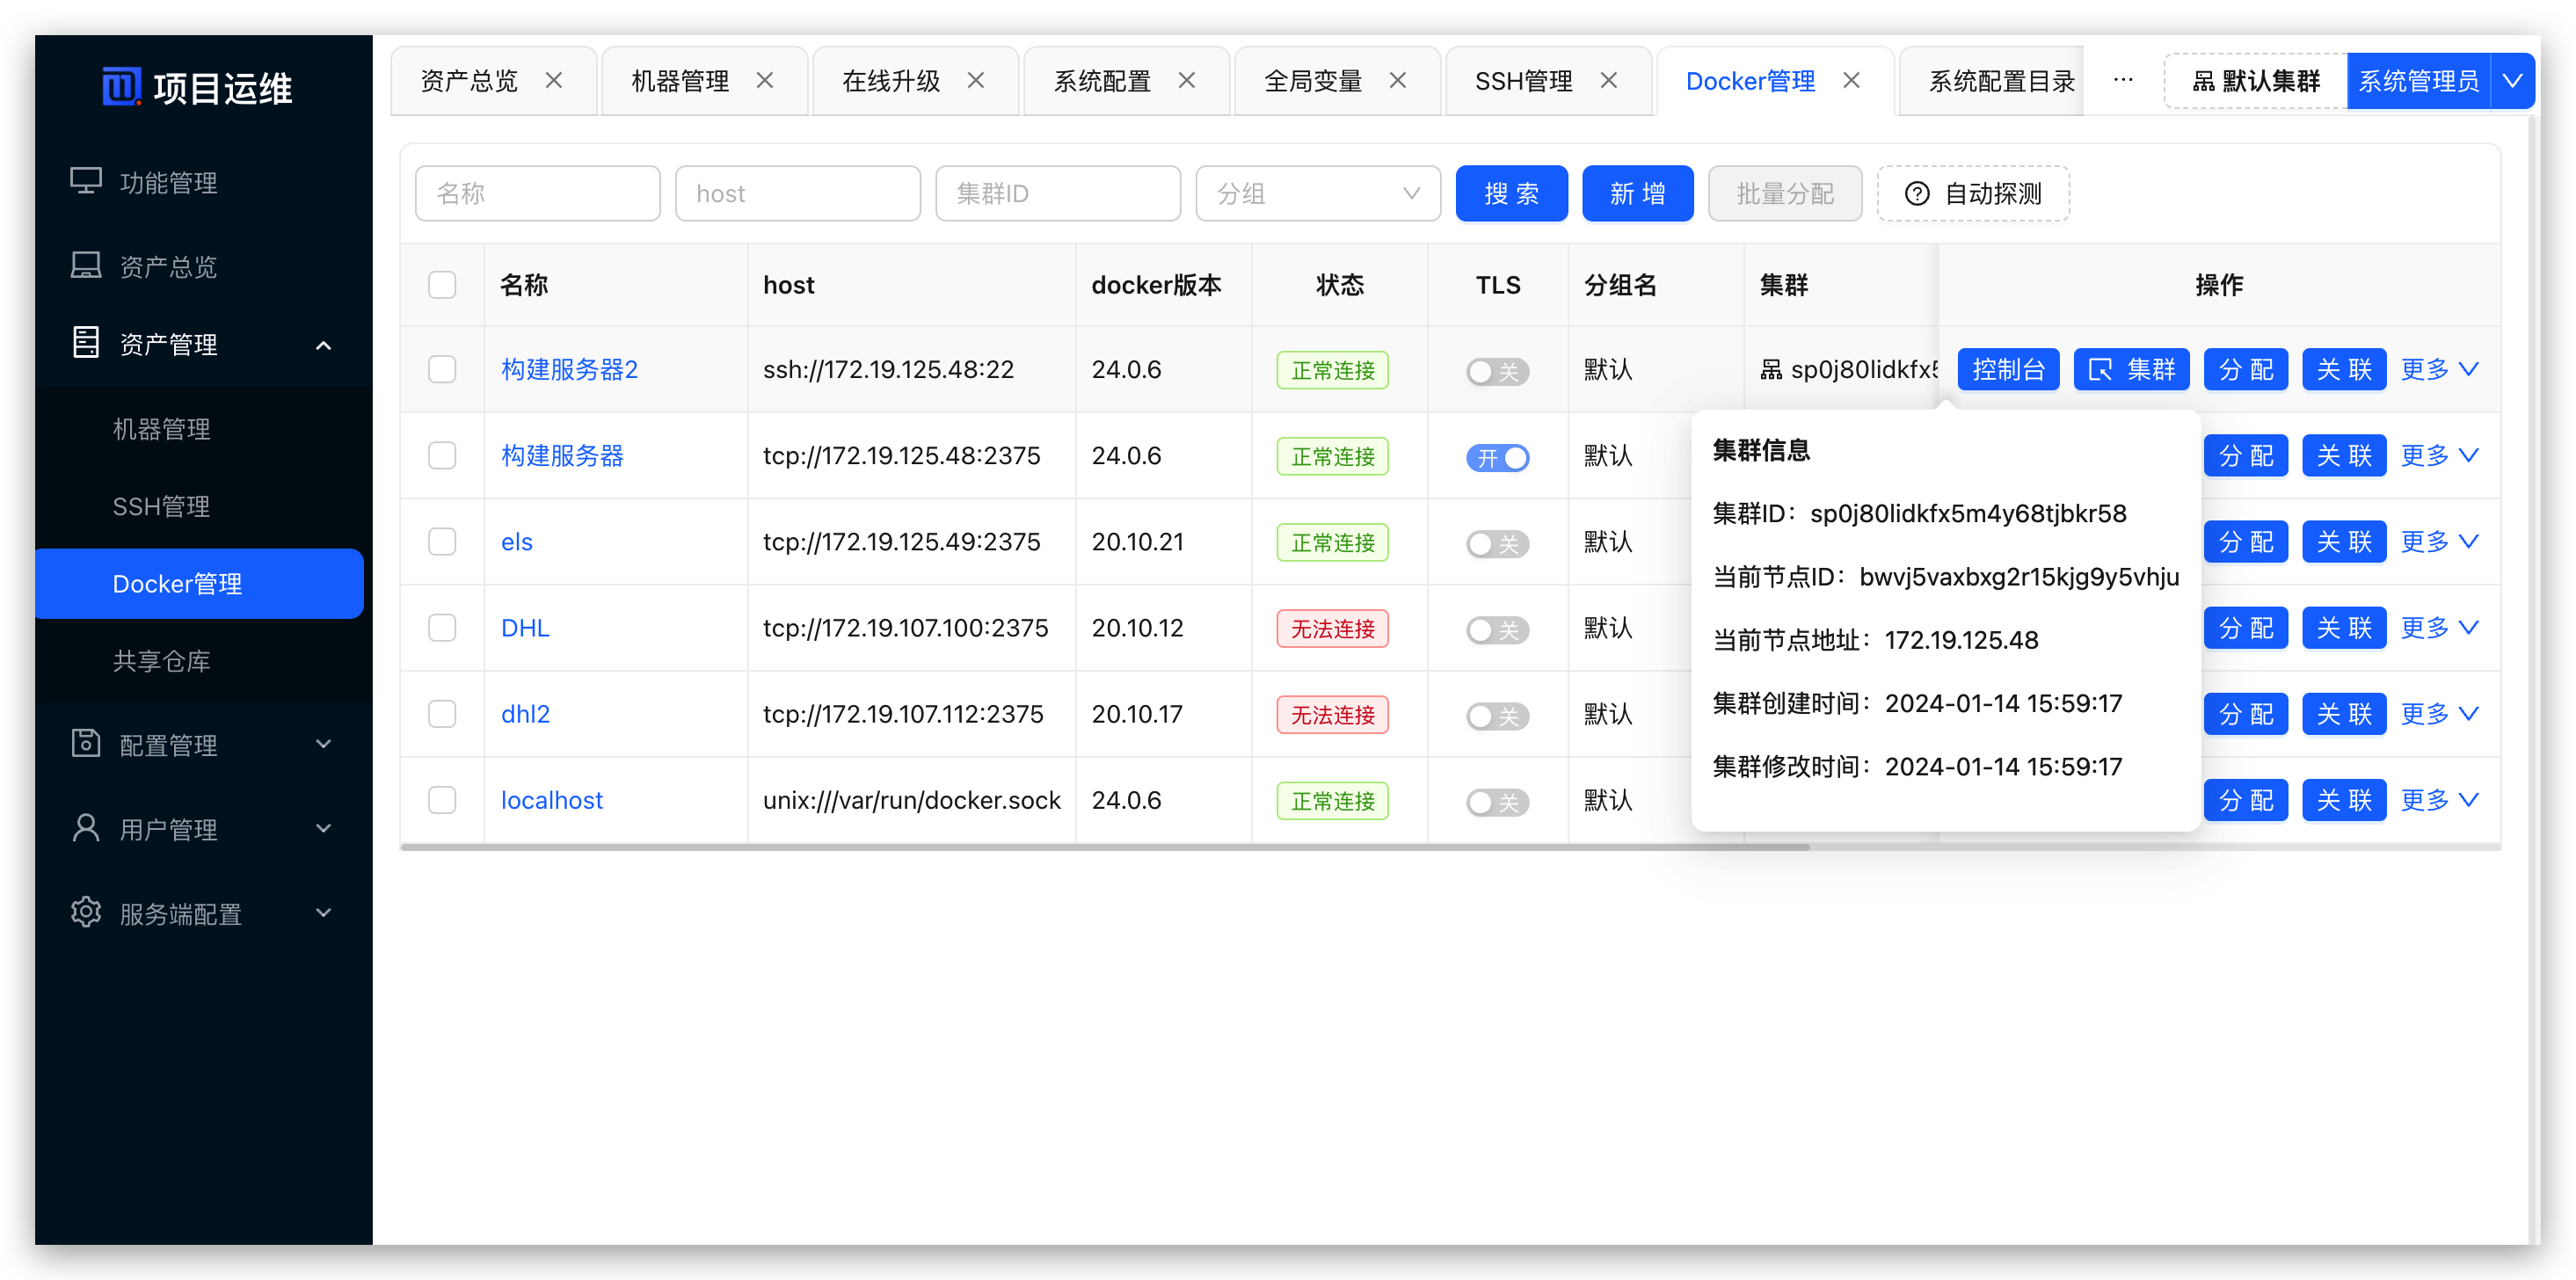 项目运维
功能管理
资产总览
资产管理
机器管理
SSH管理
Docker管理
共享仓库
配置管理
用户管理
服务端配置
资产总览 机器管理 在线升级 系统配置 全局变量 SSH管理 Docker管理 系统配置目录 ··· 默认集群 系统管理员
名称 host 集群ID 分组 搜 索 新 增 批量分配 自动探测
名称 host docker版本 状态 TLS 分组名 集群 操作
构建服务器2 ssh://172.19.125.48:22 24.0.6 正常连接 关 默认 sp0j80lidkfx5 控制台 集群 分 配 关 联 更多
构建服务器 tcp://172.19.125.48:2375 24.0.6 正常连接 开 默认 分 配 关 联 更多
els tcp://172.19.125.49:2375 20.10.21 正常连接 关 默认 分 配 关 联 更多
DHL tcp://172.19.107.100:2375 20.10.12 无法连接 关 默认 分 配 关 联 更多
dhl2 tcp://172.19.107.112:2375 20.10.17 无法连接 关 默认 分 配 关 联 更多
localhost unix:///var/run/docker.sock 24.0.6 正常连接 关 默认 分 配 关 联 更多
集群信息
集群ID：sp0j80lidkfx5m4y68tjbkr58
当前节点ID：bwvj5vaxbxg2r15kjg9y5vhju
当前节点地址：172.19.125.48
集群创建时间：2024-01-14 15:59:17
集群修改时间：2024-01-14 15:59:17